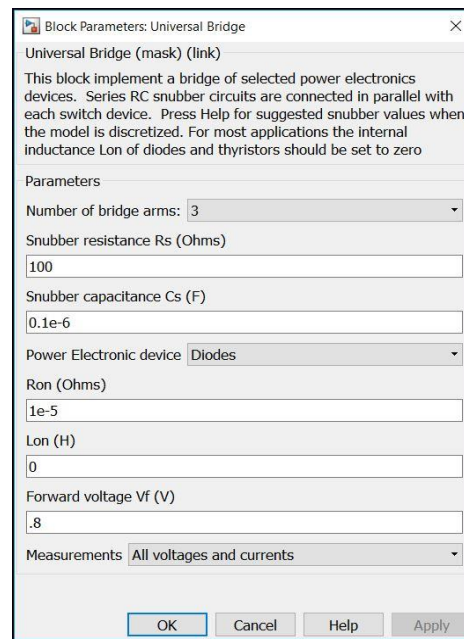 Block Parameters: Universal Bridge
Universal Bridge (mask) (link)
This block implement a bridge of selected power electronics
devices. Series RC snubber circuits are connected in parallel with
each switch device. Press Help for suggested snubber values when
the model is discretized. For most applications the internal
inductance Lon of diodes and thyristors should be set to zero
Parameters
Number of bridge arms: 3
Snubber resistance Rs (Ohms)
100
Snubber capacitance Cs (F)
0.1e-6
Power Electronic device Diodes
Ron (Ohms)
1e-5
Lon (H)
0
Forward voltage Vf (V)
.8
Measurements All voltages and currents
OK Cancel Help Apply